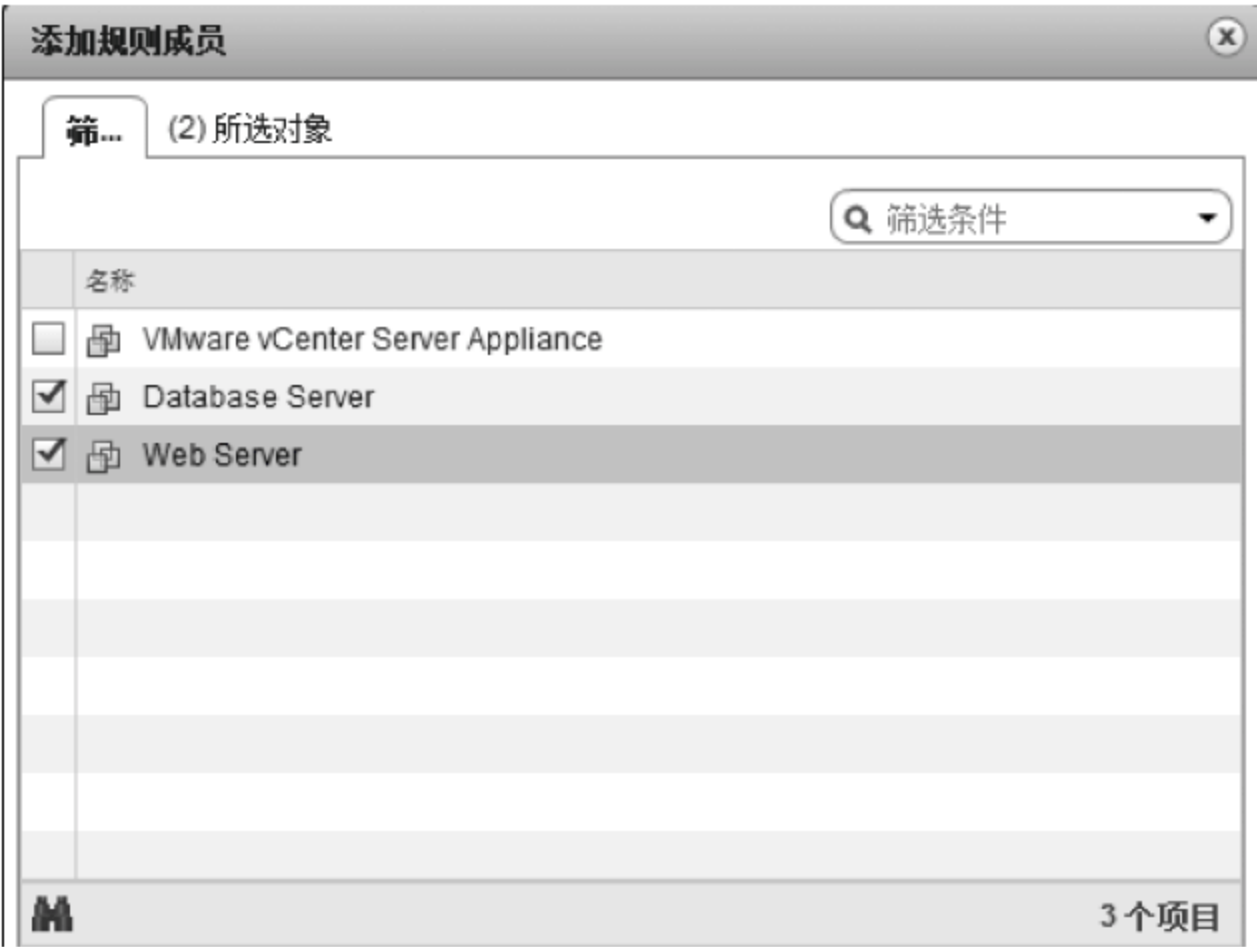 添加规则成员
筛... (2) 所选对象
筛选条件
名称
VMware vCenter Server Appliance
Database Server
Web Server
3 个项目